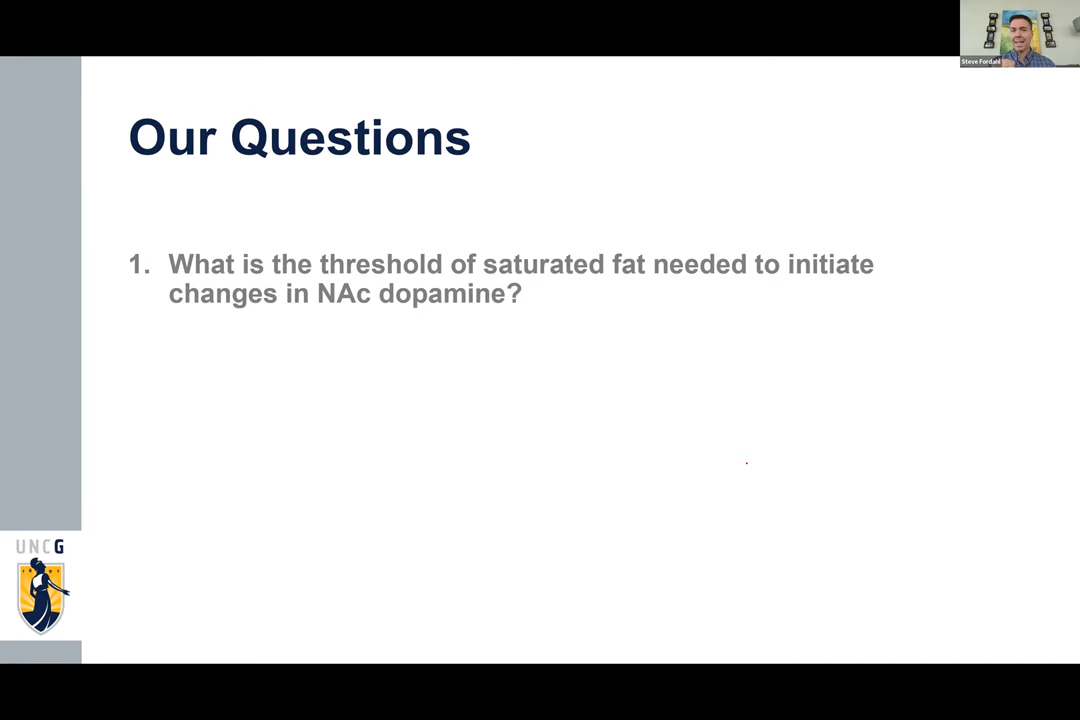 Steve Fordahl
Our Questions
1. What is the threshold of saturated fat needed to initiate
changes in NAc dopamine?
UNCG